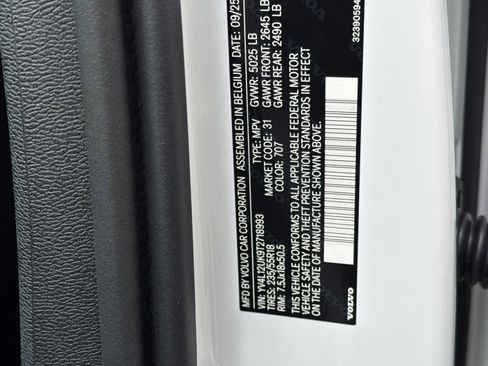 MFG BY VOLVO CAR CORPORATION ASSEMBLED IN BELGIUM DATE: 09/25
GVWR: 5025 LB
GAWR FRONT: 2645 LB
GAWR REAR: 2490 LB
VIN: YV4L12UK9T2718993 TYPE: MPV
TIRES: 235/55R18 MARKET CODE: 31
RIM: 7.5Jx18x50.5 COLOR: 707
THIS VEHICLE CONFORMS TO ALL APPLICABLE FEDERAL MOTOR
VEHICLE SAFETY AND THEFT PREVENTION STANDARDS IN EFFECT
ON THE DATE OF MANUFACTURE SHOWN ABOVE.
VOLVO 32390594